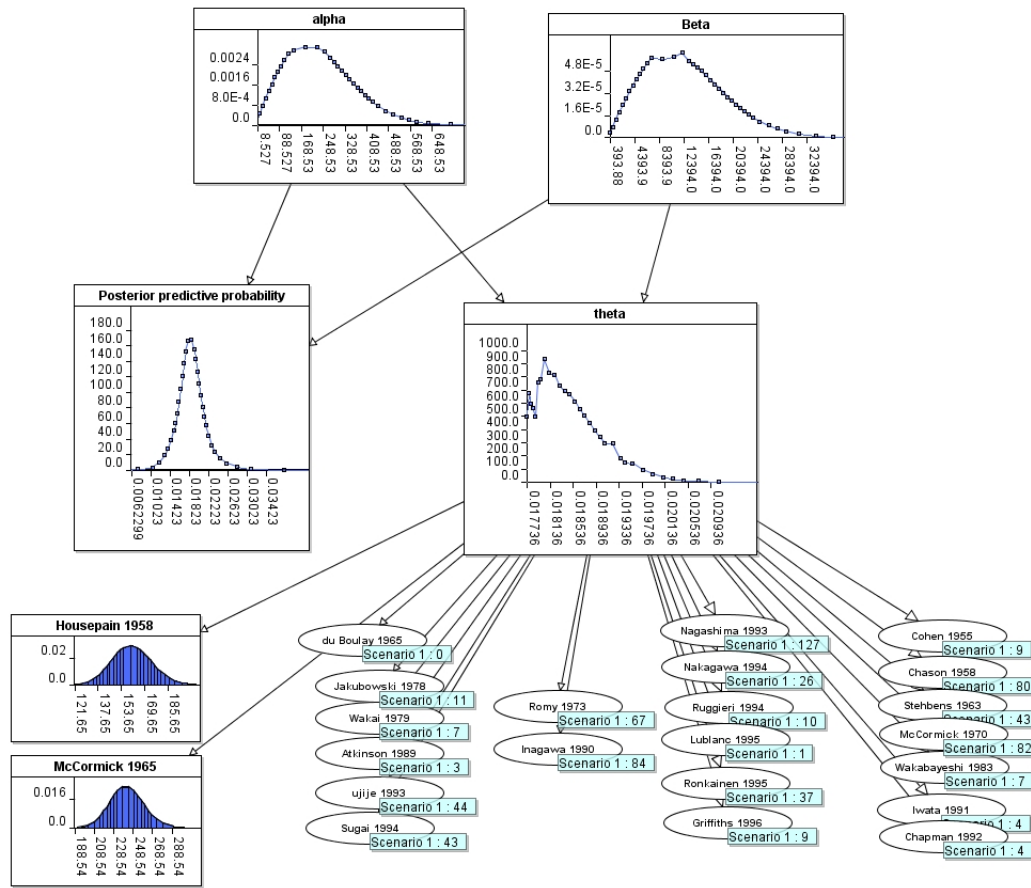 alpha
0.0024
0.0016
8.0E-4
0.0
8.527
88.527
168.53
248.53
328.53
408.53
488.53
568.53
648.53
Beta
4.8E-5
3.2E-5
1.6E-5
0.0
393.88
4393.9
8393.9
12394.0
16394.0
20394.0
24394.0
28394.0
32394.0
Posterior predictive probability
180.0
160.0
140.0
120.0
100.0
80.0
60.0
40.0
20.0
0.0
0.0062299
0.01023
0.01423
0.01823
0.02223
0.02623
0.03023
0.03423
theta
1000.0
900.0
800.0
700.0
600.0
500.0
400.0
300.0
200.0
100.0
0.0
0.017736
0.018136
0.018536
0.018936
0.019336
0.019736
0.020136
0.020536
0.020936
Housepain 1958
0.02
0.0
121.65
137.65
153.65
169.65
185.65
McCormick 1965
0.016
0.0
188.54
208.54
228.54
248.54
268.54
288.54
du Boulay 1965
Scenario 1 : 0
Jakubowski 1978
Scenario 1 : 11
Wakai 1979
Scenario 1 : 7
Atkinson 1989
Scenario 1 : 3
ujije 1993
Scenario 1 : 44
Sugai 1994
Scenario 1 : 43
Romy 1973
Scenario 1 : 67
Inagawa 1990
Scenario 1 : 84
Nagashima 1993
Scenario 1 : 127
Nakagawa 1994
Scenario 1 : 26
Ruggieri 1994
Scenario 1 : 10
Lublanc 1995
Scenario 1 : 1
Ronkainen 1995
Scenario 1 : 37
Griffiths 1996
Scenario 1 : 9
Cohen 1955
Scenario 1 : 9
Chason 1958
Scenario 1 : 80
Stehbens 1963
Scenario 1 : 43
McCormick 1970
Scenario 1 : 82
Wakabayeshi 1983
Scenario 1 : 7
Iwata 1991
Scenario 1 : 4
Chapman 1992
Scenario 1 : 4